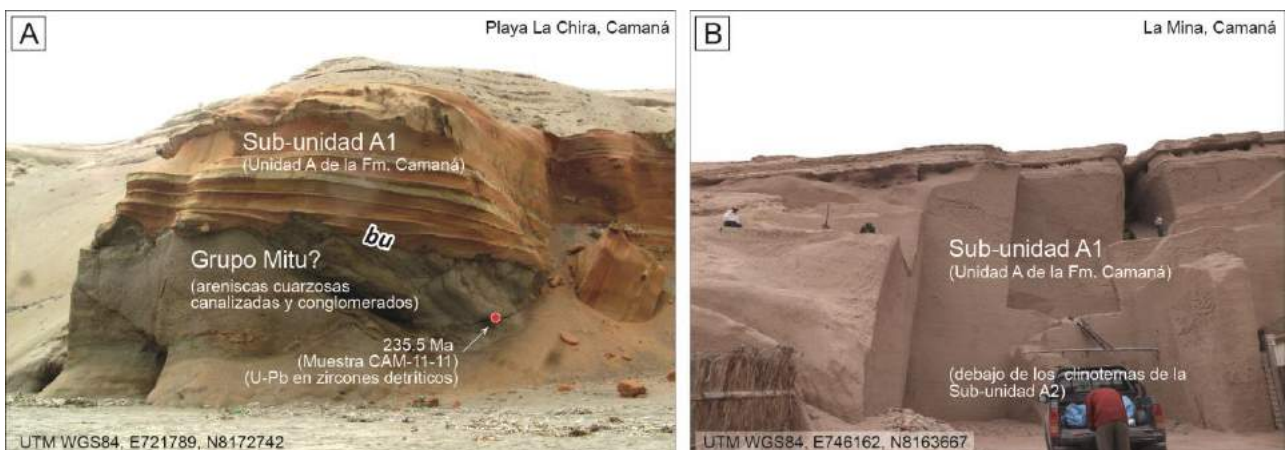 A
Playa La Chira, Camaná
Sub-unidad A1
(Unidad A de la Fm. Camaná)
bu
Grupo Mitu?
(areniscas cuarzosas
canalizadas y conglomerados)
235.5 Ma
(Muestra CAM-11-11)
(U-Pb en zircones detríticos)
UTM WGS84, E721789, N8172742
B
La Mina, Camaná
Sub-unidad A1
(Unidad A de la Fm. Camaná)
(debajo de los clinotemas de la
Sub-unidad A2)
UTM WGS84, E746162, N8163667